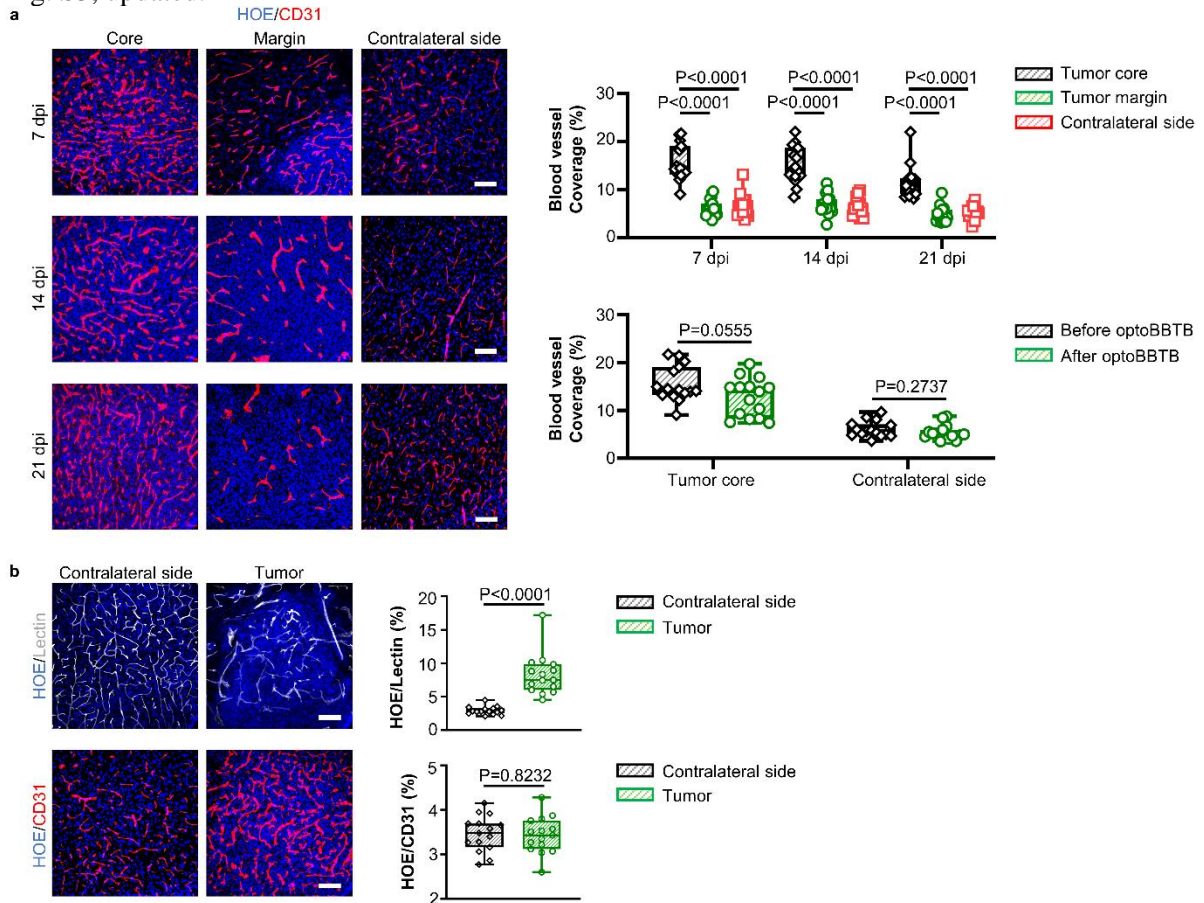 updated.
a
HOE/CD31
Core Margin Contralateral side
7 dpi
14 dpi
21 dpi
P<0.0001 P<0.0001 P<0.0001
P<0.0001 P<0.0001 P<0.0001
Blood vessel
Coverage (%)
30
20
10
0
7 dpi 14 dpi 21 dpi
Tumor core
Tumor margin
Contralateral side
P=0.0555
P=0.2737
Blood vessel
Coverage (%)
30
20
10
0
Tumor core Contralateral side
Before optoBBTB
After optoBBTB
b
Contralateral side Tumor
HOE/Lectin
HOE/CD31
P<0.0001
HOE/Lectin (%)
20
15
10
5
0
Contralateral side
Tumor
P=0.8232
HOE/CD31 (%)
5
4
3
2
Contralateral side
Tumor